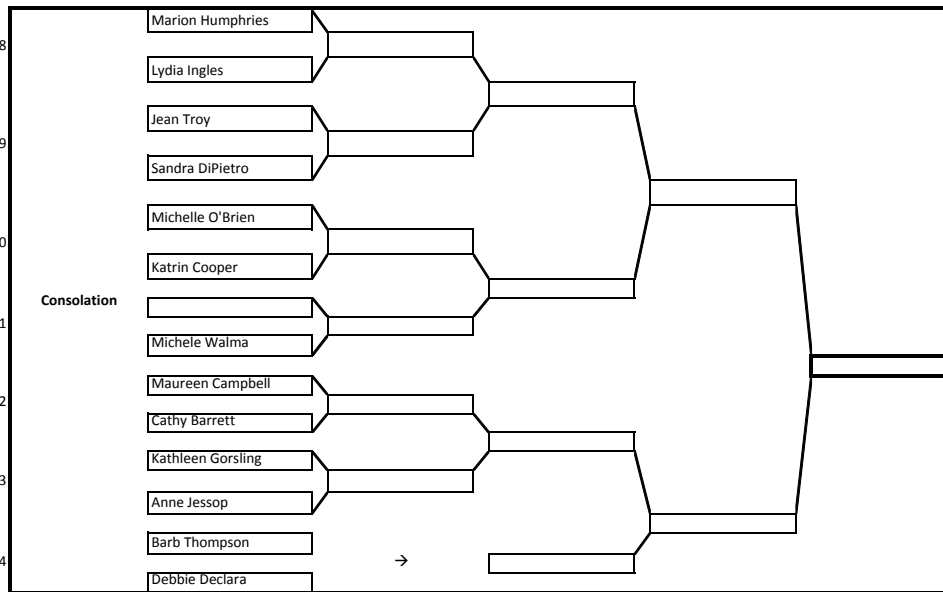 Marion Humphries
8
Lydia Ingles
Jean Troy
9
Sandra DiPietro
Michelle O'Brien
0
Katrin Cooper
Consolation
1
Michele Walma
Maureen Campbell
2
Cathy Barrett
Kathleen Gorsling
3
Anne Jessop
Barb Thompson
4 →
Debbie Declara